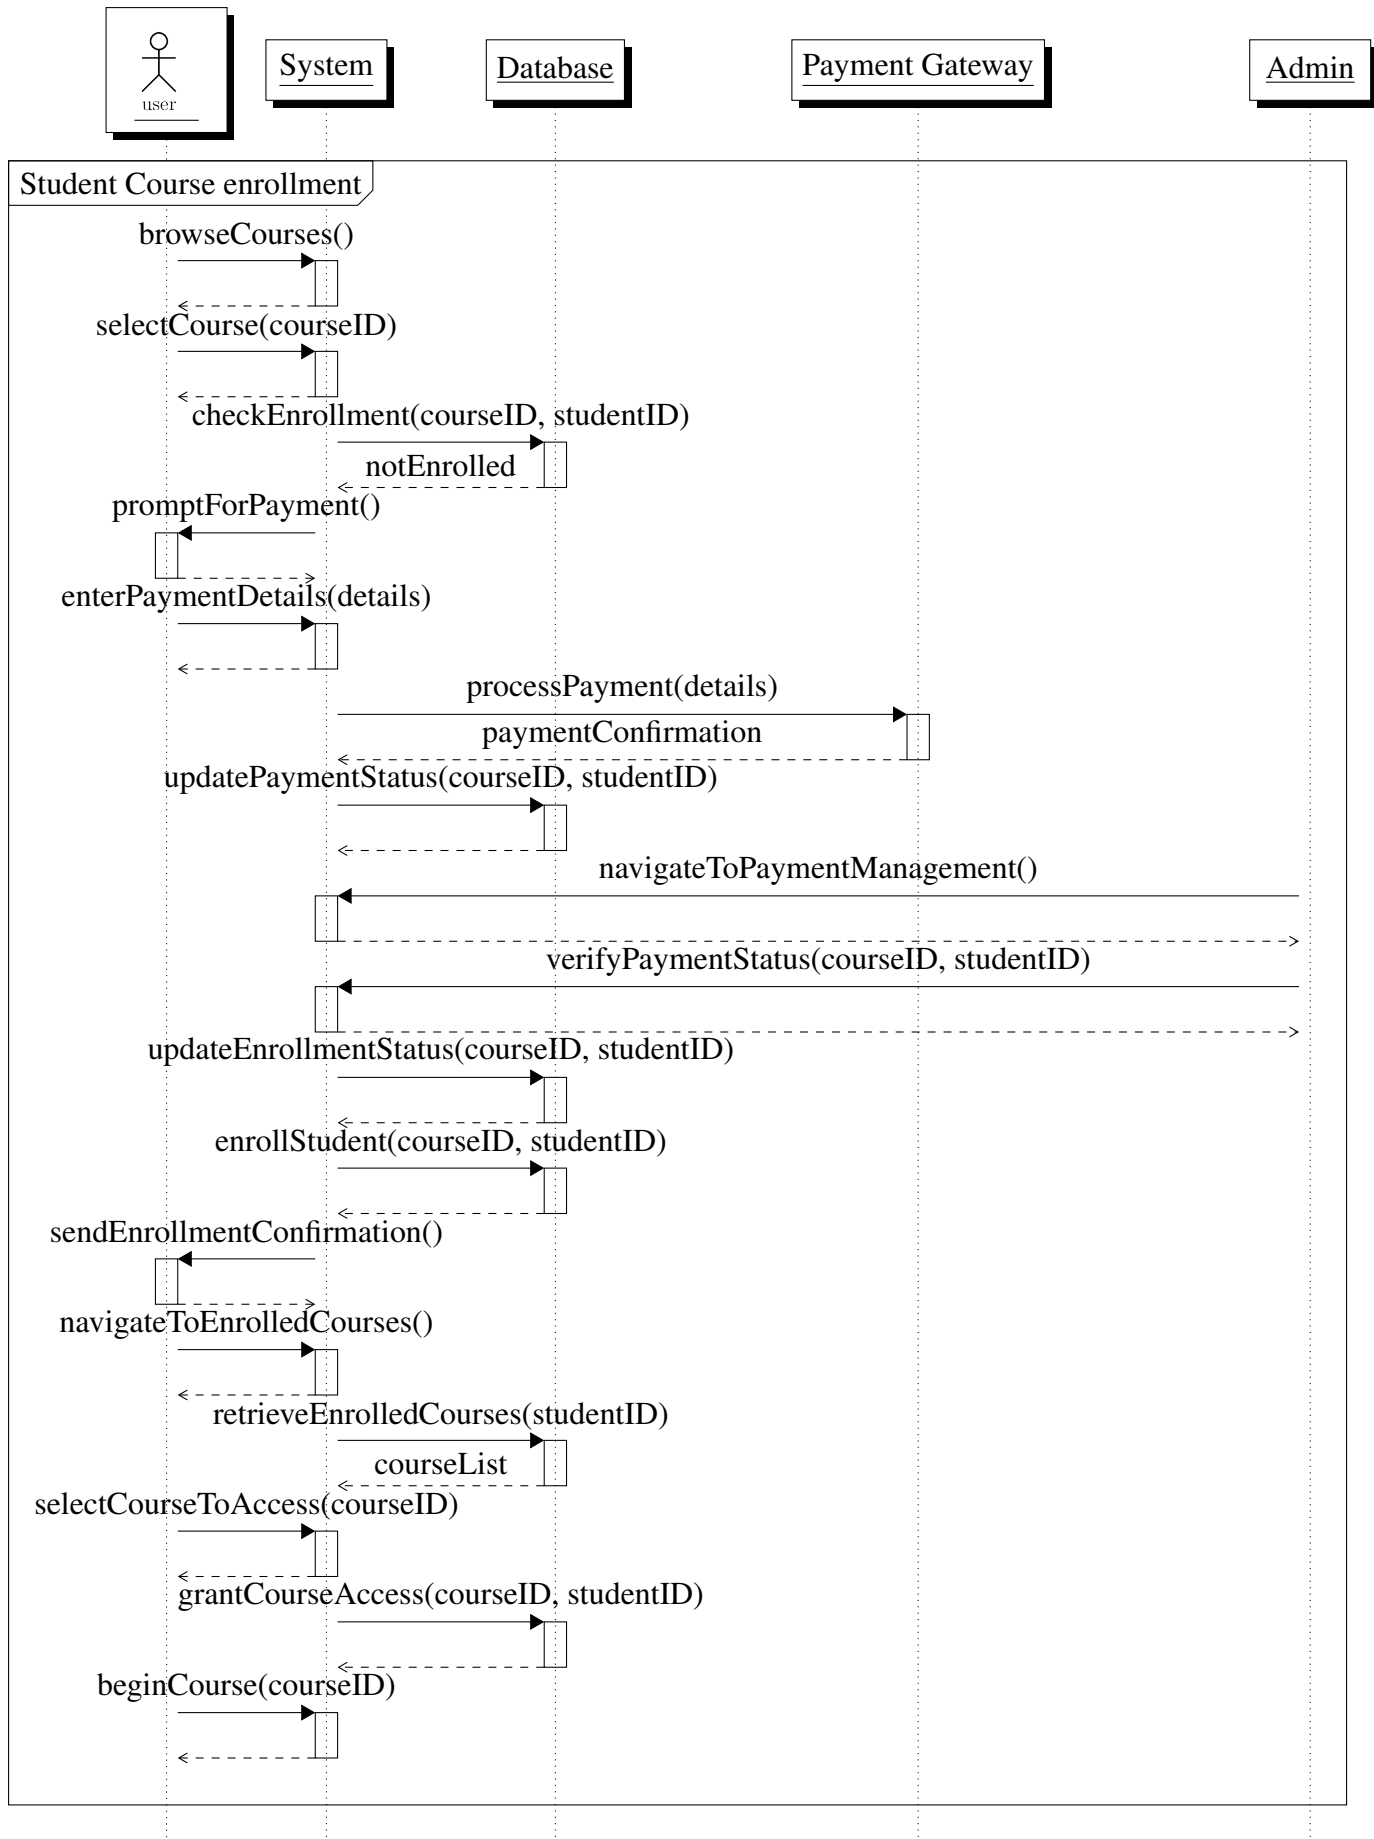 user
System
Database
Payment Gateway
Admin
Student Course enrollment
browseCourses()
selectCourse(courseID)
checkEnrollment(courseID, studentID)
notEnrolled
promptForPayment()
enterPaymentDetails(details)
processPayment(details)
paymentConfirmation
updatePaymentStatus(courseID, studentID)
navigateToPaymentManagement()
verifyPaymentStatus(courseID, studentID)
updateEnrollmentStatus(courseID, studentID)
enrollStudent(courseID, studentID)
sendEnrollmentConfirmation()
navigateToEnrolledCourses()
retrieveEnrolledCourses(studentID)
courseList
selectCourseToAccess(courseID)
grantCourseAccess(courseID, studentID)
beginCourse(courseID)